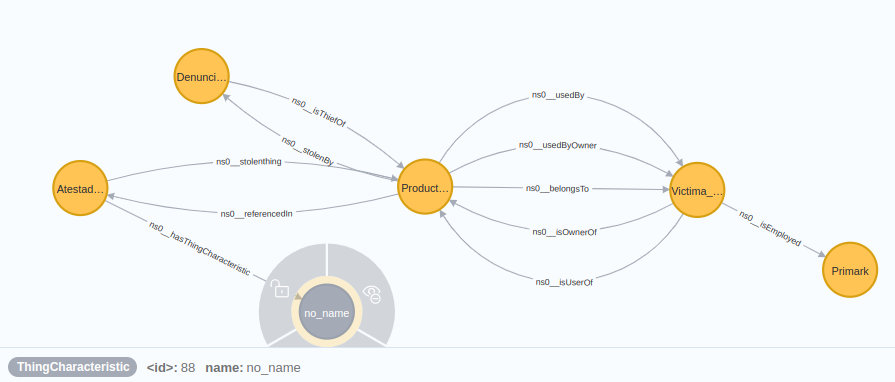 Denunci...
ns0__isThiefOf
ns0__stolenBy
ns0__usedBy
ns0__usedByOwner
ns0__stolenthing
Atestad...
Product...
ns0__belongsTo
Victima_...
ns0__referencedIn
ns0__isOwnerOf
ns0__isEmployed
ns0__hasThingCharacteristic
Primark
ns0__isUserOf
no_name
ThingCharacteristic <id>: 88 name: no_name